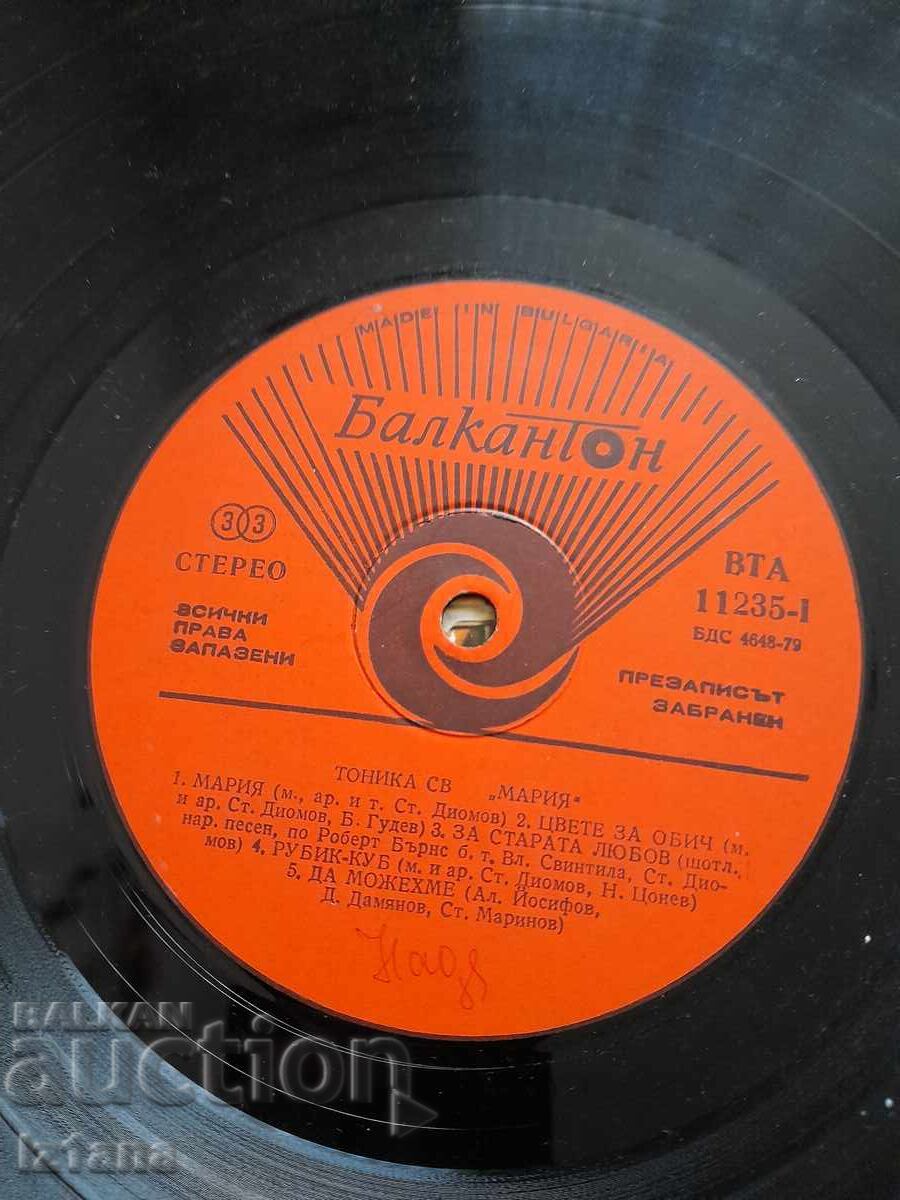 MADE IN BULGARIA
Балкантон
33
СТЕРЕО
ВСИЧКИ
ПРАВА
ЗАПАЗЕНИ
ВТА
11235-I
БДС 4648-79
ПРЕЗАПИСЪТ
ЗАБРАНЕН
ТОНИКА СВ „МАРИЯ"
1. МАРИЯ (м., ар. и т. Ст. Диомов) 2. ЦВЕТЕ ЗА ОБИЧ (м.
и ар. Ст. Диомов, Б. Гудев) 3. ЗА СТАРАТА ЛЮБОВ (шотл.
нар. песен, по Роберт Бърнс б. т. Вл. Свинтила, Ст. Дио-
мов) 4. РУБИК-КУБ (м. и ар. Ст. Диомов, Н. Цонев)
5. ДА МОЖЕХМЕ (Ал. Йосифов,
Д. Дамянов, Ст. Маринов)
BALKAN
auction
iz1ana